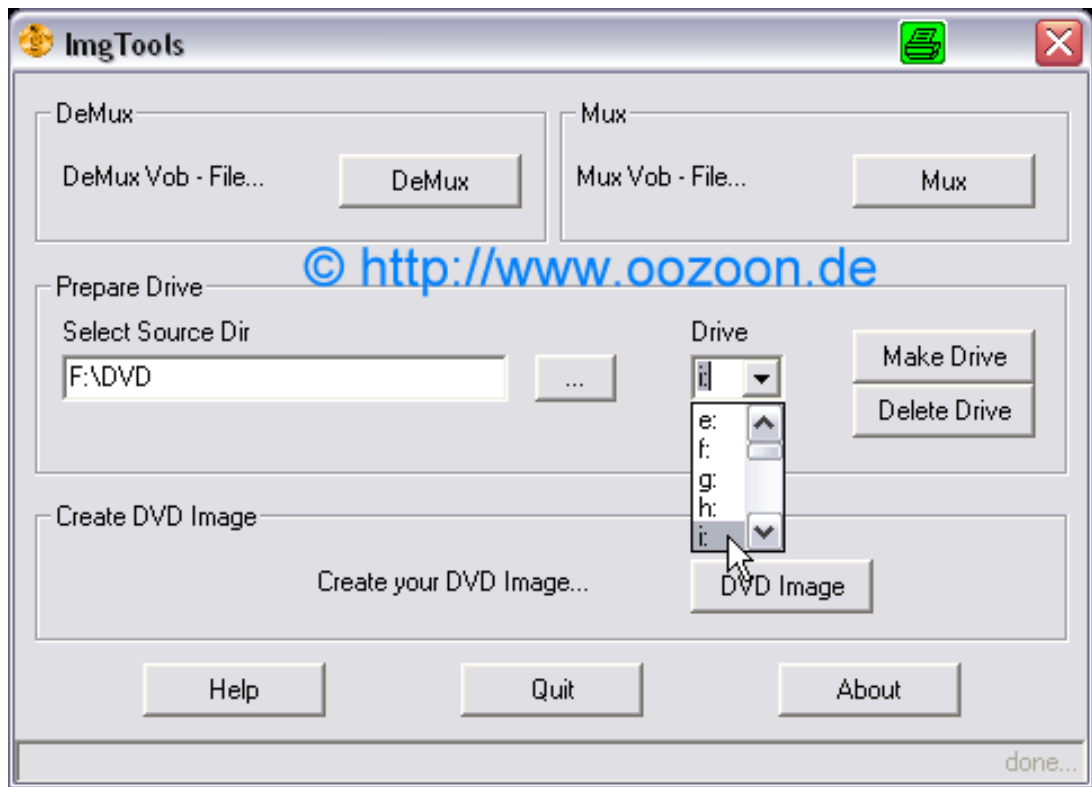 ImgTools
DeMux
Mux
DeMux Vob - File...
DeMux
Mux Vob - File...
Mux
© http://www.oozoon.de
Prepare Drive
Select Source Dir
Drive
F:\DVD
...
i:
Make Drive
Delete Drive
e:
f:
g:
h:
i:
Create DVD Image
Create your DVD Image...
DVD Image
Help
Quit
About
done...